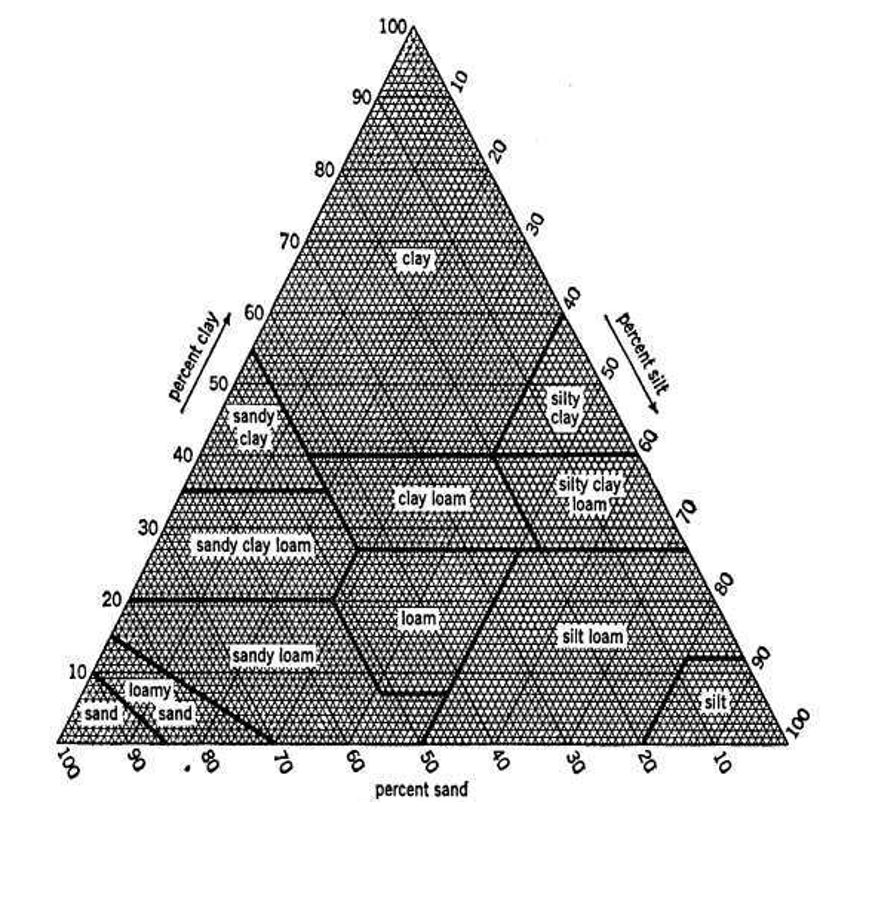 100
10
90
20
80
30
70
clay
40
60
percent clay
percent silt
50
50
silty
clay
sandy
clay
60
40
silty clay
loam
clay loam
70
30
sandy clay loam
80
20
loam
silt loam
sandy loam
90
10
loamy
sand
sand
silt
100
100
90
80
70
60
50
40
30
20
10
percent sand